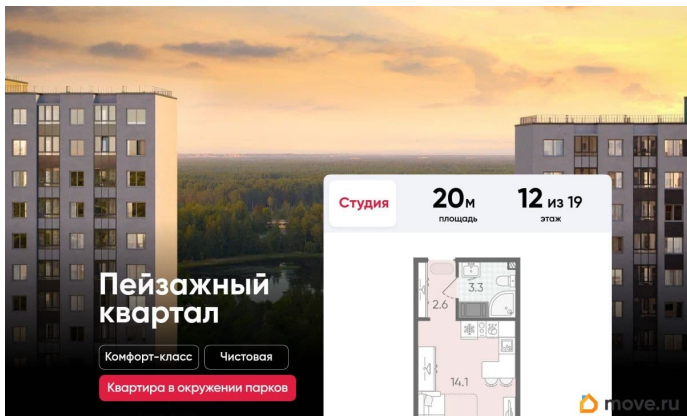 Студия
20м
площадь
12 из 19
этаж
Пейзажный
квартал
3.3
2.6
Комфорт-класс
Чистовая
Квартира в окружении парков
14.1
move.ru